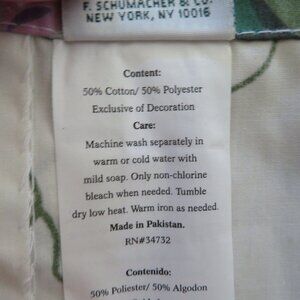 F. SCHUMACHER & CO.
NEW YORK, NY 10016
Content:
50% Cotton/ 50% Polyester
Exclusive of Decoration
Care:
Machine wash separately in
warm or cold water with
mild soap. Only non-chlorine
bleach when needed. Tumble
dry low heat. Warm iron as needed.
Made in Pakistan.
RN#34732
Contenido:
50% Poliester/ 50% Algodon